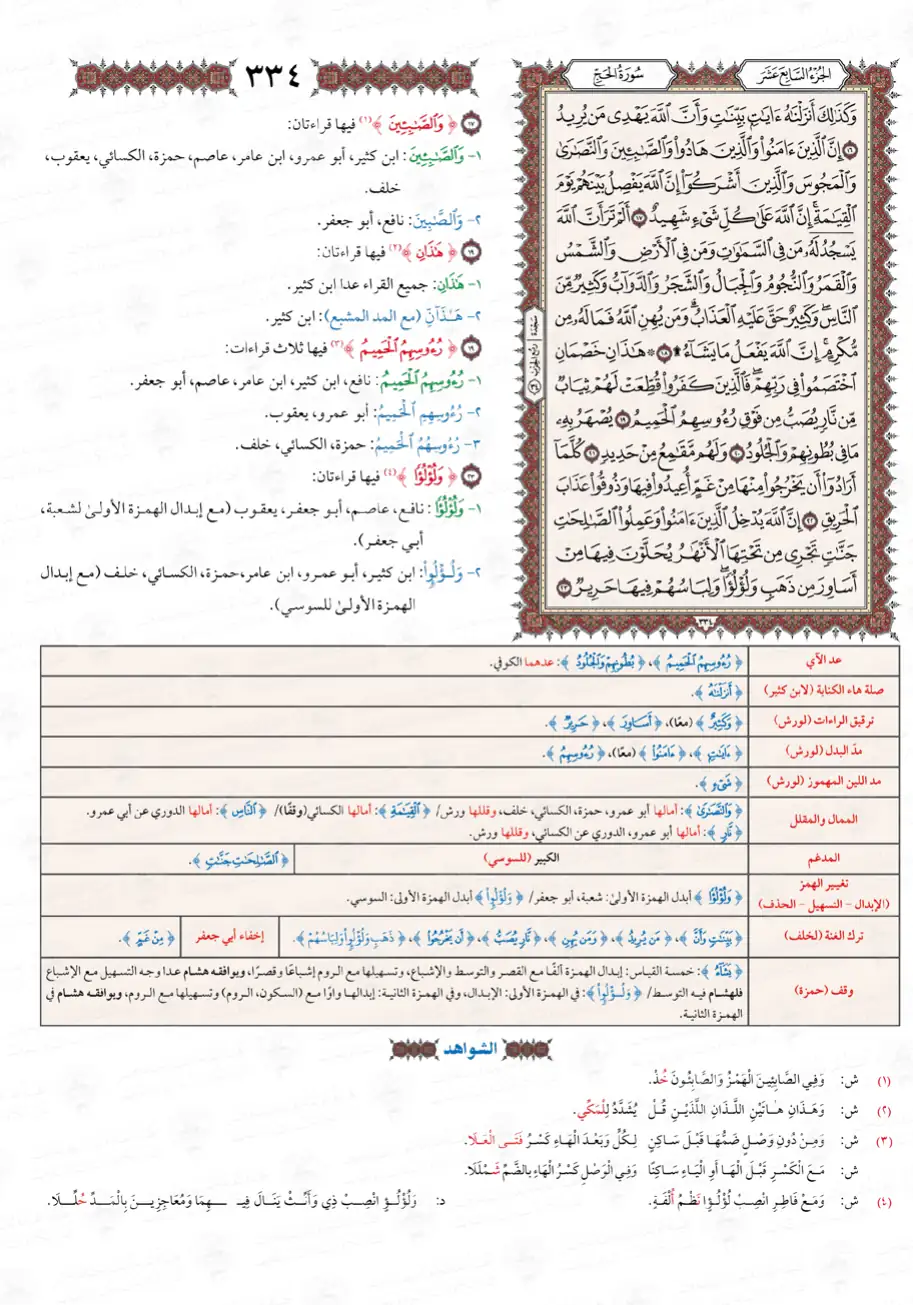 الجزء السابع عشر
سورة الحج
وَكَذَٰلِكَ أَنزَلْنَٰهُ ءَايَٰتٍۭ بَيِّنَٰتٍ وَأَنَّ ٱللَّهَ يَهْدِى مَن يُرِيدُ
١٦ إِنَّ ٱلَّذِينَ ءَامَنُوا۟ وَٱلَّذِينَ هَادُوا۟ وَٱلصَّٰبِـِٔينَ وَٱلنَّصَٰرَىٰ
وَٱلْمَجُوسَ وَٱلَّذِينَ أَشْرَكُوٓا۟ إِنَّ ٱللَّهَ يَفْصِلُ بَيْنَهُمْ يَوْمَ
ٱلْقِيَٰمَةِ ۚ إِنَّ ٱللَّهَ عَلَىٰ كُلِّ شَىْءٍ شَهِيدٌ ١٧ أَلَمْ تَرَ أَنَّ ٱللَّهَ
يَسْجُدُ لَهُۥ مَن فِى ٱلسَّمَٰوَٰتِ وَمَن فِى ٱلْأَرْضِ وَٱلشَّمْسُ
وَٱلْقَمَرُ وَٱلنُّجُومُ وَٱلْجِبَالُ وَٱلشَّجَرُ وَٱلدَّوَآبُّ وَكَثِيرٌ مِّنَ
ٱلنَّاسِ ۖ وَكَثِيرٌ حَقَّ عَلَيْهِ ٱلْعَذَابُ ۗ وَمَن يُهِنِ ٱللَّهُ فَمَا لَهُۥ مِن
مُّكْرِمٍ ۚ إِنَّ ٱللَّهَ يَفْعَلُ مَا يَشَآءُ ۩ ١٨ ۞ هَٰذَانِ خَصْمَانِ
ٱخْتَصَمُوا۟ فِى رَبِّهِمْ ۖ فَٱلَّذِينَ كَفَرُوا۟ قُطِّعَتْ لَهُمْ ثِيَابٌ
مِّن نَّارٍ يُصَبُّ مِن فَوْقِ رُءُوسِهِمُ ٱلْحَمِيمُ ١٩ يُصْهَرُ بِهِۦ
مَا فِى بُطُونِهِمْ وَٱلْجُلُودُ ٢٠ وَلَهُم مَّقَٰمِعُ مِنْ حَدِيدٍ ٢١ كُلَّمَآ
أَرَادُوٓا۟ أَن يَخْرُجُوا۟ مِنْهَا مِنْ غَمٍّ أُعِيدُوا۟ فِيهَا وَذُوقُوا۟ عَذَابَ
ٱلْحَرِيقِ ٢٢ إِنَّ ٱللَّهَ يُدْخِلُ ٱلَّذِينَ ءَامَنُوا۟ وَعَمِلُوا۟ ٱلصَّٰلِحَٰتِ
جَنَّٰتٍ تَجْرِى مِن تَحْتِهَا ٱلْأَنْهَٰرُ يُحَلَّوْنَ فِيهَا مِنْ
أَسَاوِرَ مِن ذَهَبٍ وَلُؤْلُؤًا ۖ وَلِبَاسُهُمْ فِيهَا حَرِيرٌ ٢٣
٣٣٤
٣٣٤
١٧ ﴿ وَٱلصَّٰبِـِٔينَ ﴾(١) فيها قراءتان:
١- وَٱلصَّٰبِـِٔينَ: ابن كثير، أبو عمرو، ابن عامر، عاصم، حمزة، الكسائي، يعقوب،
خلف.
٢- وَٱلصَّٰبِينَ: نافع، أبو جعفر.
١٩ ﴿ هَٰذَانِ ﴾(٢) فيها قراءتان:
١- هَٰذَانِ: جميع القراء عدا ابن كثير.
٢- هَٰذَآنِّ (مع المد المشبع): ابن كثير.
١٩ ﴿ رُءُوسِهِمُ ٱلْحَمِيمُ ﴾(٣) فيها ثلاث قراءات:
١- رُءُوسِهِمُ ٱلْحَمِيمُ: نافع، ابن كثير، ابن عامر، عاصم، أبو جعفر.
٢- رُءُوسِهِمِ ٱلْحَمِيمُ: أبو عمرو، يعقوب.
٣- رُءُوسِهُمُ ٱلْحَمِيمُ: حمزة، الكسائي، خلف.
٢٣ ﴿ وَلُؤْلُؤًا ﴾(٤) فيها قراءتان:
١- وَلُؤْلُؤًا: نافع، عاصم، أبو جعفر، يعقوب (مع إبدال الهمزة الأولىٰ لشعبة،
أبي جعفر).
٢- وَلُؤْلُؤٍا: ابن كثير، أبو عمرو، ابن عامر، حمزة، الكسائي، خلف (مع إبدال
الهمزة الأولىٰ للسوسي).
عد الآي ﴿ رُءُوسِهِمُ ٱلْحَمِيمُ ﴾، ﴿ بُطُونِهِمْ وَٱلْجُلُودُ ﴾: عدهما الكوفي.
صلة هاء الكناية (لابن كثير) ﴿ أَنزَلْنَٰهُ ﴾.
ترقيق الراءات (لورش) ﴿ وَكَثِيرٌ ﴾ (معًا)، ﴿ أَسَاوِرَ ﴾، ﴿ حَرِيرٌ ﴾.
مدّ البدل (لورش) ﴿ ءَايَٰتٍ ﴾، ﴿ ءَامَنُوا۟ ﴾ (معًا)، ﴿ رُءُوسِهِمُ ﴾.
مد اللين المهموز (لورش) ﴿ شَىْءٍ ﴾.
الممال والمقلل ﴿ وَٱلنَّصَٰرَىٰ ﴾: أمالها أبو عمرو، حمزة، الكسائي، خلف، وقللها ورش/ ﴿ ٱلْقِيَٰمَةِ ﴾: أمالها الكسائي(وقفًا)/ ﴿ ٱلنَّاسِ ﴾: أمالها الدوري عن أبي عمرو.
﴿ نَّارٍ ﴾: أمالها أبو عمرو، الدوري عن الكسائي، وقللها ورش.
المدغم الكبير (للسوسي) ﴿ ٱلصَّٰلِحَٰتِ جَنَّٰتٍ ﴾.
تغيير الهمز
(الإبدال - التسهيل - الحذف) ﴿ وَلُؤْلُؤًا ﴾ أبدل الهمزة الأولىٰ: شعبة، أبو جعفر/ ﴿ وَلُؤْلُؤٍا ﴾ أبدل الهمزة الأولىٰ: السوسي.
ترك الغنة (لخلف) ﴿ بَيِّنَٰتٍ وَأَنَّ ﴾، ﴿ مَن يُرِيدُ ﴾، ﴿ وَمَن يُهِنِ ﴾، ﴿ نَّارٍ يُصَبُّ ﴾، ﴿ أَن يَخْرُجُوا۟ ﴾، ﴿ ذَهَبٍ وَلُؤْلُؤٍا وَلِبَاسُهُمْ ﴾. إخفاء أبي جعفر ﴿ مِنْ غَمٍّ ﴾.
وقف (حمزة) ﴿ يَشَآءُ ﴾: خمسة القياس: إبدال الهمزة ألفًا مع القصر والتوسط والإشباع، وتسهيلها مع الروم إشباعًا وقصرًا، ويوافقه هشام عدا وجه التسهيل مع الإشباع
فلهشام فيه التوسط/ ﴿ وَلُؤْلُؤٍا ﴾: في الهمزة الأولى: الإبدال، وفي الهمزة الثانية: إبدالها واوًا مع (السكون، الروم) وتسهيلها مع الروم، ويوافقه هشام في
الهمزة الثانية.
الشواهد
(١) ش: وَفِي الصَّابِئِينَ الْهَمْزُ وَالصَّابِئُونَ خُذْ.
(٢) ش: وَهَذَانِ هَاتَيْنِ اللَّذَانِ اللَّذَيْنِ قُلْ يُشَدَّدُ لِلْمَكِّي.
(٣) ش: وَمِنْ دُونِ وَصْلٍ ضُمَّهَا قَبْلَ سَاكِنٍ لِكُلٍّ وَبَعْدَ الْهَاءِ كَسْرُ فَتَى الْعَلَا.
ش: مَعَ الْكَسْرِ قَبْلَ الْهَا أَوِ الْيَاءِ سَاكِنًا وَفِي الْوَصْلِ كَسْرُ الْهَاءِ بِالضَّمِّ شَمْلَلَا.
(٤) ش: وَمَعَ فَاطِرِ انْصِبْ لُؤْلُؤًا نَظْمُ أُلْفَةٍ. د: وَلُؤْلُؤِ انْصِبْ ذِي وَأَنِّثْ يَنَالَ فِيـ ـهِمَا وَمُعَاجِزِينَ بِالْمَدِّ حُلِّلَا.